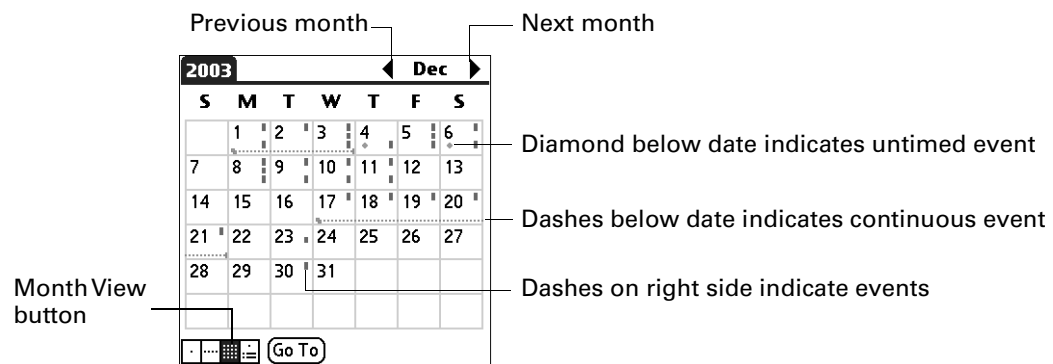 Previous month
Next month
2003
Dec
S M T W T F S
1 2 3 4 5 6
Diamond below date indicates untimed event
7 8 9 10 11 12 13
14 15 16 17 18 19 20
Dashes below date indicates continuous event
21 22 23 24 25 26 27
28 29 30 31
Dashes on right side indicate events
Month View
button
Go To